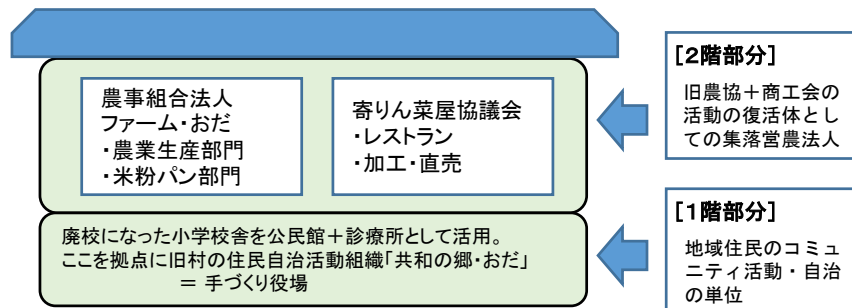 農事組合法人
ファーム・おだ
・農業生産部門
・米粉パン部門
寄りん菜屋協議会
・レストラン
・加工・直売
[2階部分]
旧農協＋商工会の
活動の復活体とし
ての集落営農法人
廃校になった小学校舎を公民館＋診療所として活用。
ここを拠点に旧村の住民自治活動組織「共和の郷・おだ」
＝ 手づくり役場
[1階部分]
地域住民のコミュ
ニティ活動・自治
の単位